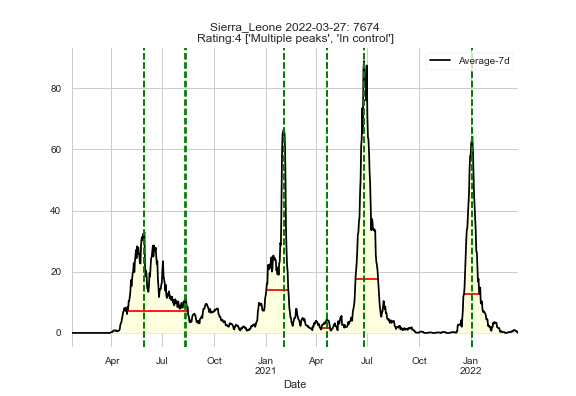 Sierra_Leone 2022-03-27: 7674
Rating:4 ['Multiple peaks', 'In control']
Average-7d
80
60
40
20
0
Apr Jul Oct Jan Apr Jul Oct Jan
2021 2022
Date